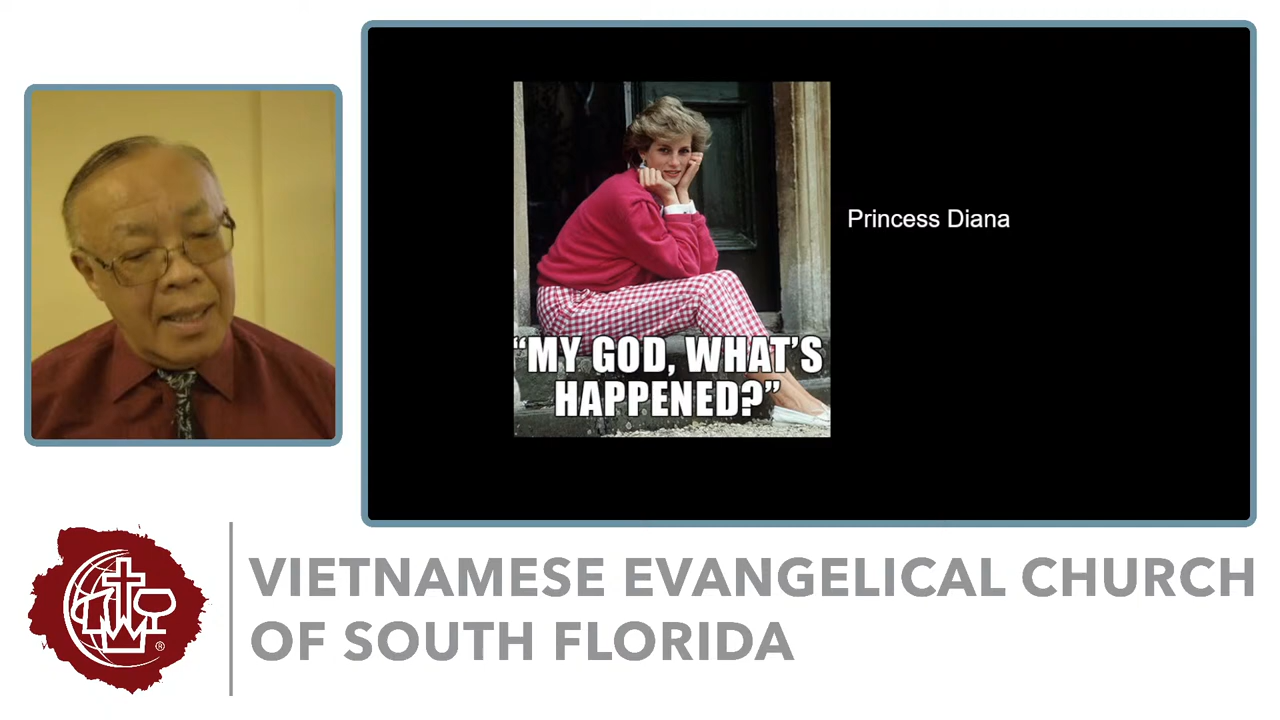 Princess Diana
“MY GOD, WHAT’S
HAPPENED?”
VIETNAMESE EVANGELICAL CHURCH
OF SOUTH FLORIDA
®